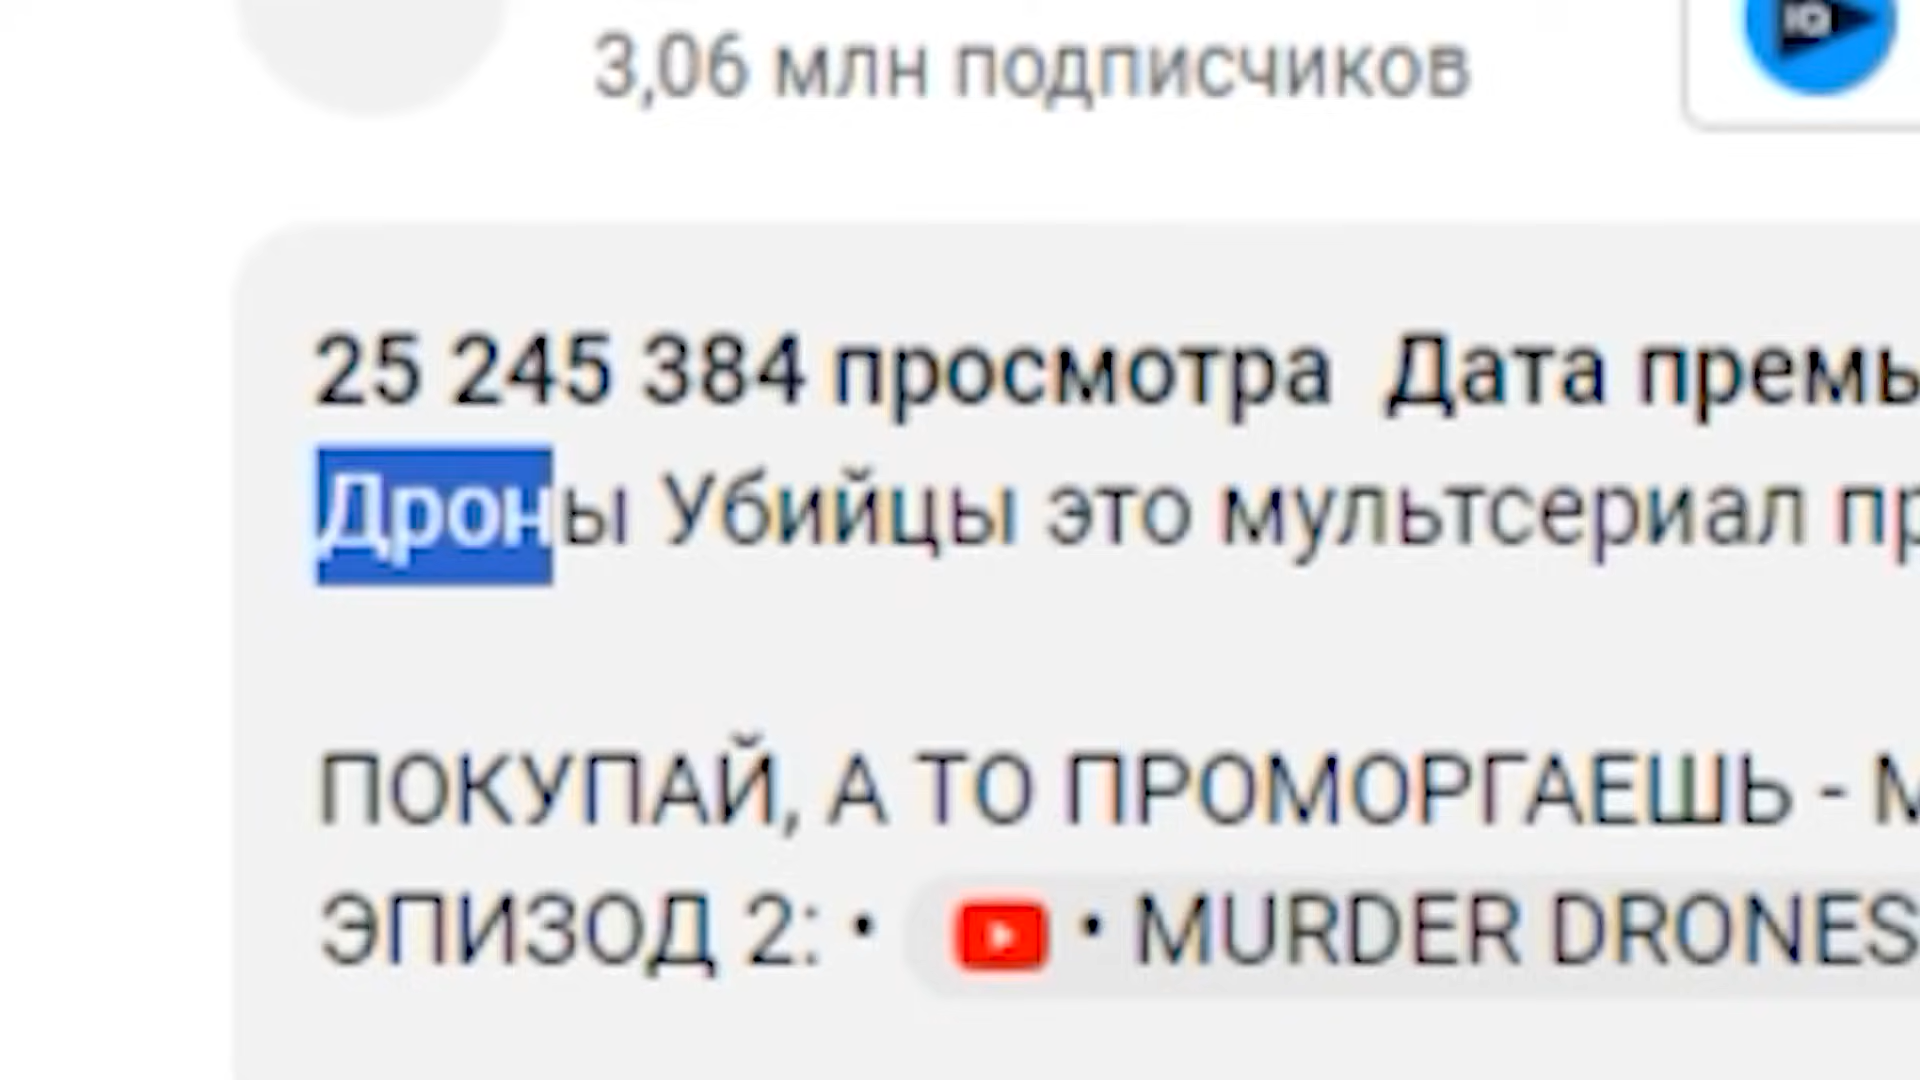 3,06 млн подписчиков
25 245 384 просмотра Дата премь
Дроны Убийцы это мультсериал пр
ПОКУПАЙ, А ТО ПРОМОРГАЕШЬ - М
ЭПИЗОД 2: • • MURDER DRONES